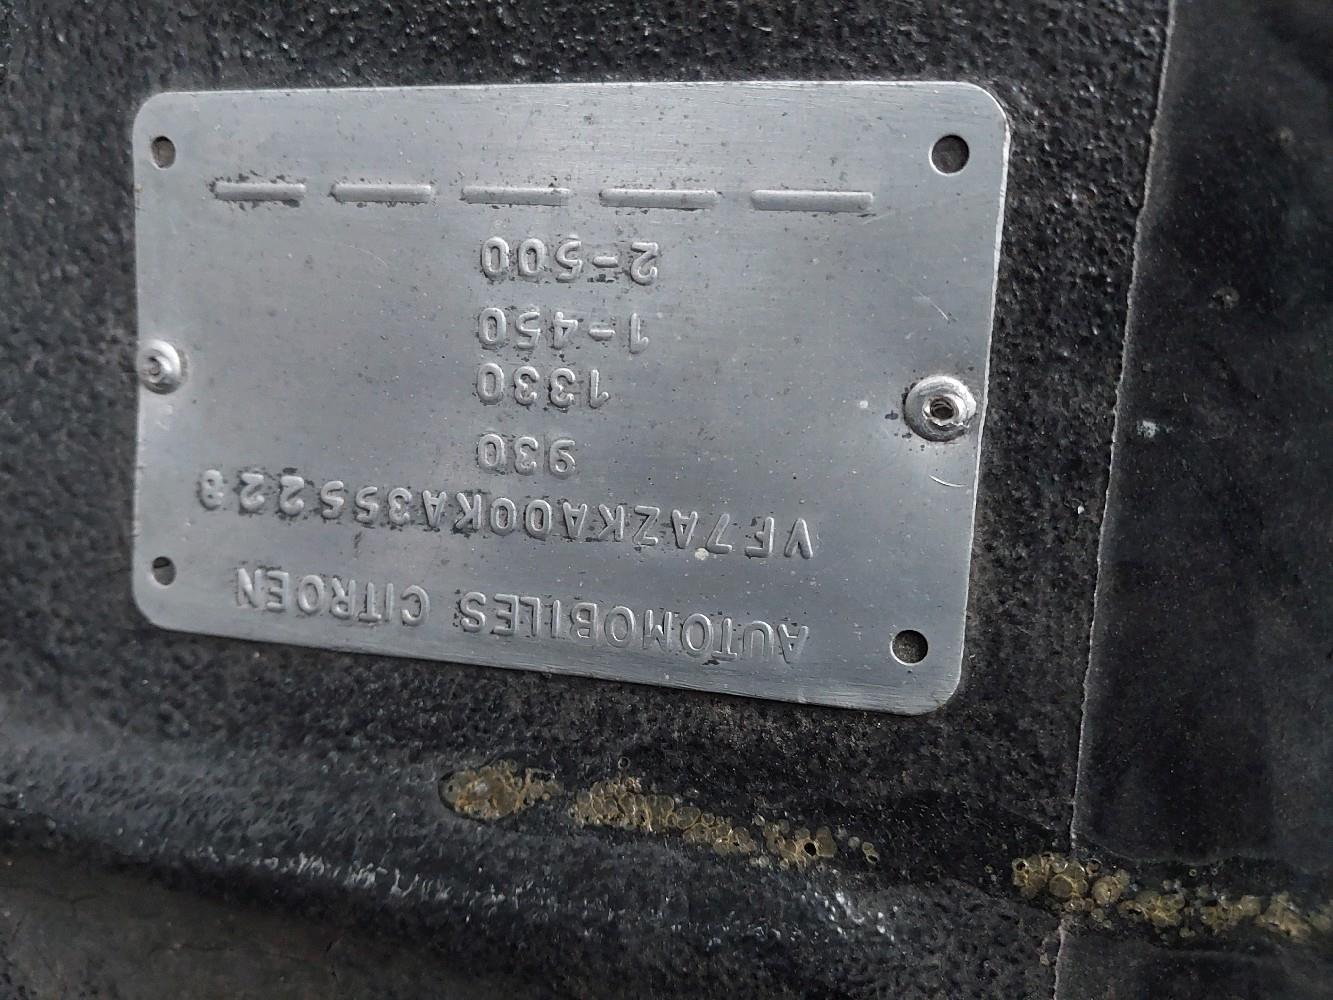 AUTOMOBILES CITROEN
VF7AZKA00KA355228
930
1330
1-450
2-500